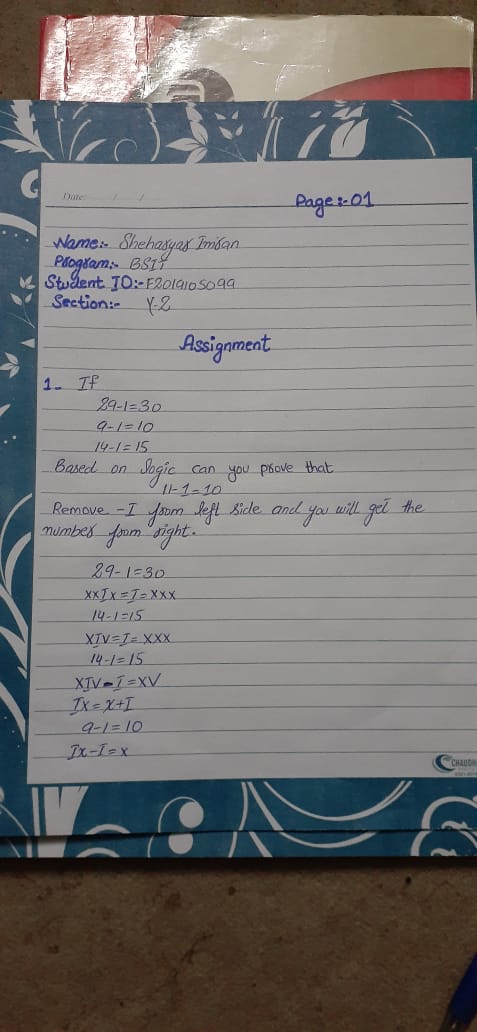 Date: / /
Page :- 01
Name:- Shehasyar Imran
Program:- BSIT
Student ID:- F2019105099
Section:- Y-2
Assignment
1- If
29-1=30
9-1=10
14-1=15
Based on logic can you prove that
11-1=10
Remove -I from left side and you will get the
number from right.
29-1=30
XXIX=I=XXX
14-1=15
XIV=I=XXX
14-1=15
XIV-I=XV
IX=X+I
9-1=10
IX-I=X
CHAUDH